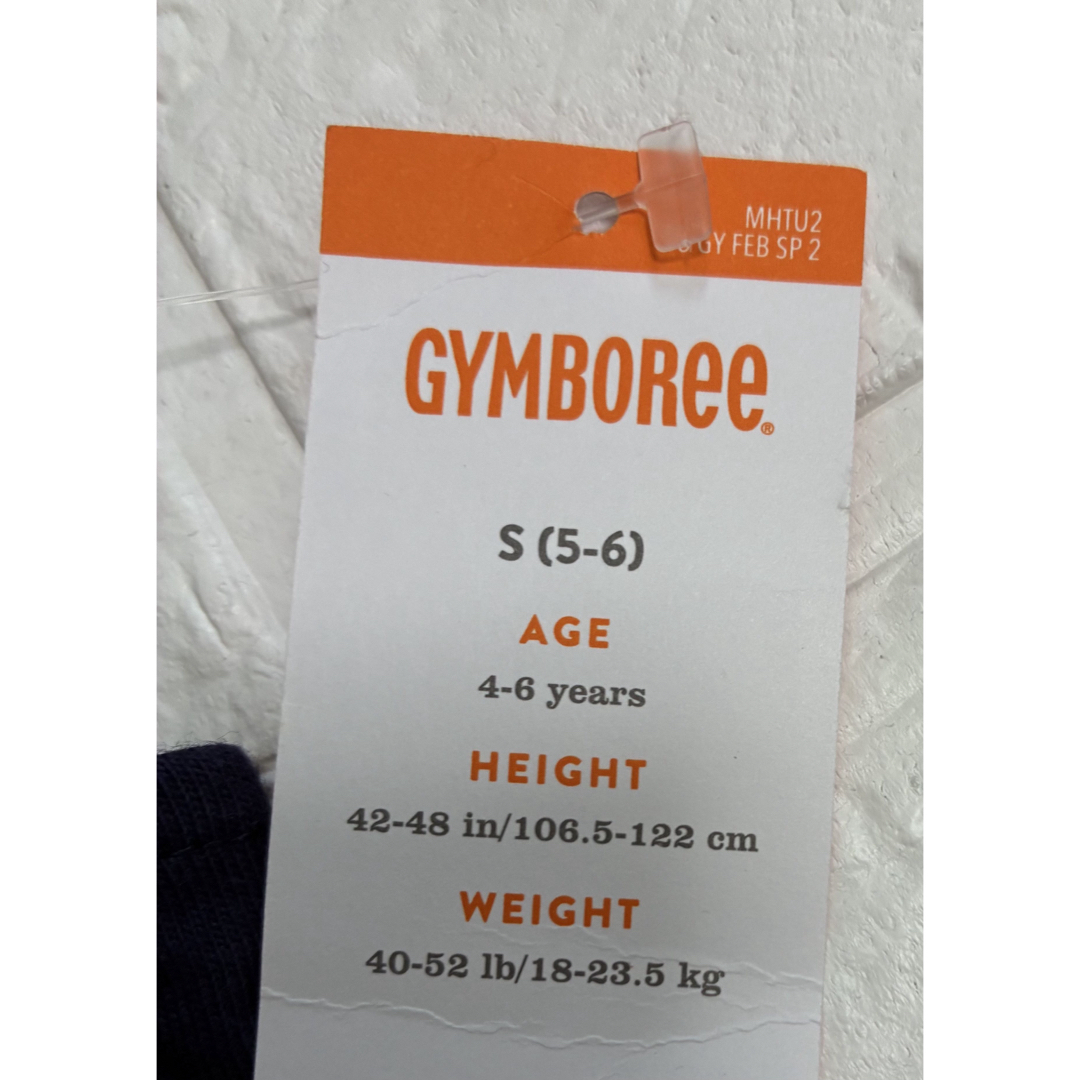 MHTU2
GY FEB SP 2
GYMBOREE®
S (5-6)
AGE
4-6 years
HEIGHT
42-48 in/106.5-122 cm
WEIGHT
40-52 lb/18-23.5 kg